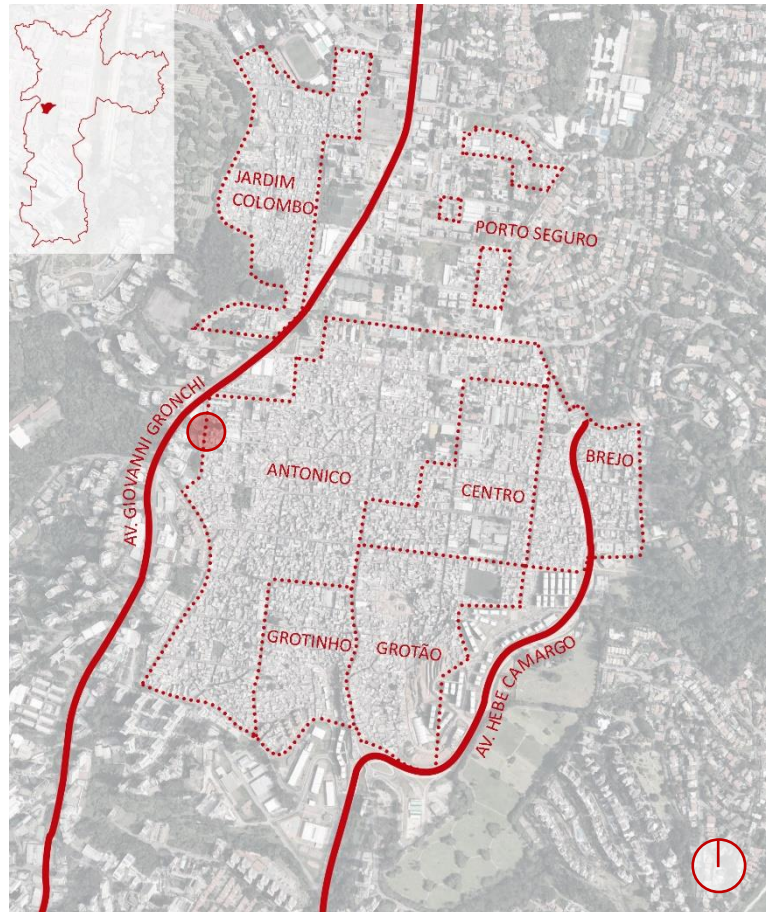 JARDIM
COLOMBO
PORTO SEGURO
AV. GIOVANNI GRONCHI
ANTONICO
CENTRO
BREJO
GROTINHO
GROTÃO
AV. HEBE CAMARGO